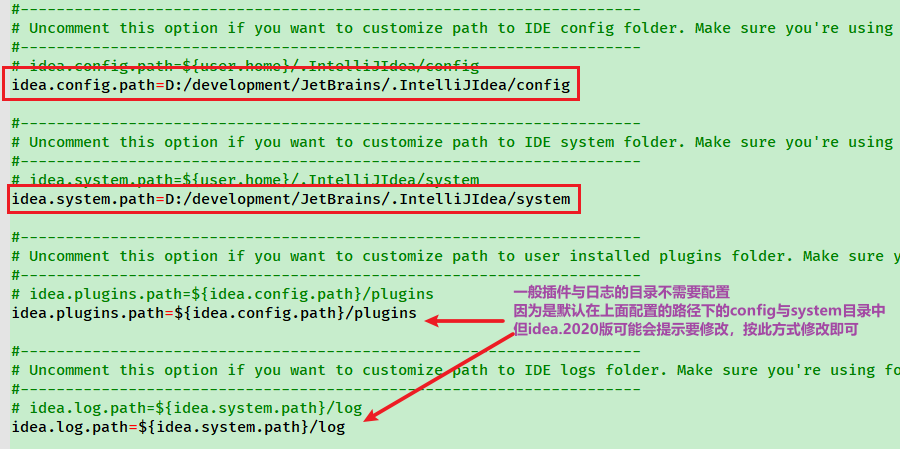 #-----------------------------------------------------------------------
# Uncomment this option if you want to customize path to IDE config folder. Make sure you're using
#-----------------------------------------------------------------------
# idea.config.path=${user.home}/.IntelliJIdea/config
idea.config.path=D:/development/JetBrains/.IntelliJIdea/config
#-----------------------------------------------------------------------
# Uncomment this option if you want to customize path to IDE system folder. Make sure you're using
#-----------------------------------------------------------------------
# idea.system.path=${user.home}/.IntelliJIdea/system
idea.system.path=D:/development/JetBrains/.IntelliJIdea/system
#-----------------------------------------------------------------------
# Uncomment this option if you want to customize path to user installed plugins folder. Make sure y
#-----------------------------------------------------------------------
# idea.plugins.path=${idea.config.path}/plugins
idea.plugins.path=${idea.config.path}/plugins
一般插件与日志的目录不需要配置
因为是默认在上面配置的路径下的config与system目录中
但idea.2020版可能会提示要修改，按此方式修改即可
#-----------------------------------------------------------------------
# Uncomment this option if you want to customize path to IDE logs folder. Make sure you're using fo
#-----------------------------------------------------------------------
# idea.log.path=${idea.system.path}/log
idea.log.path=${idea.system.path}/log